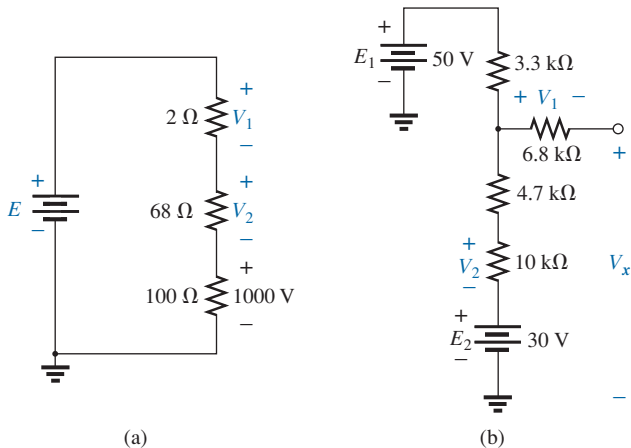 E
+
−
2 Ω
+
V1
−
68 Ω
+
V2
−
100 Ω
+
1000 V
−
(a)
+
E1
−
50 V
3.3 kΩ
+ V1 −
6.8 kΩ
+
4.7 kΩ
+
V2
−
10 kΩ
Vx
+
E2
−
30 V
−
(b)